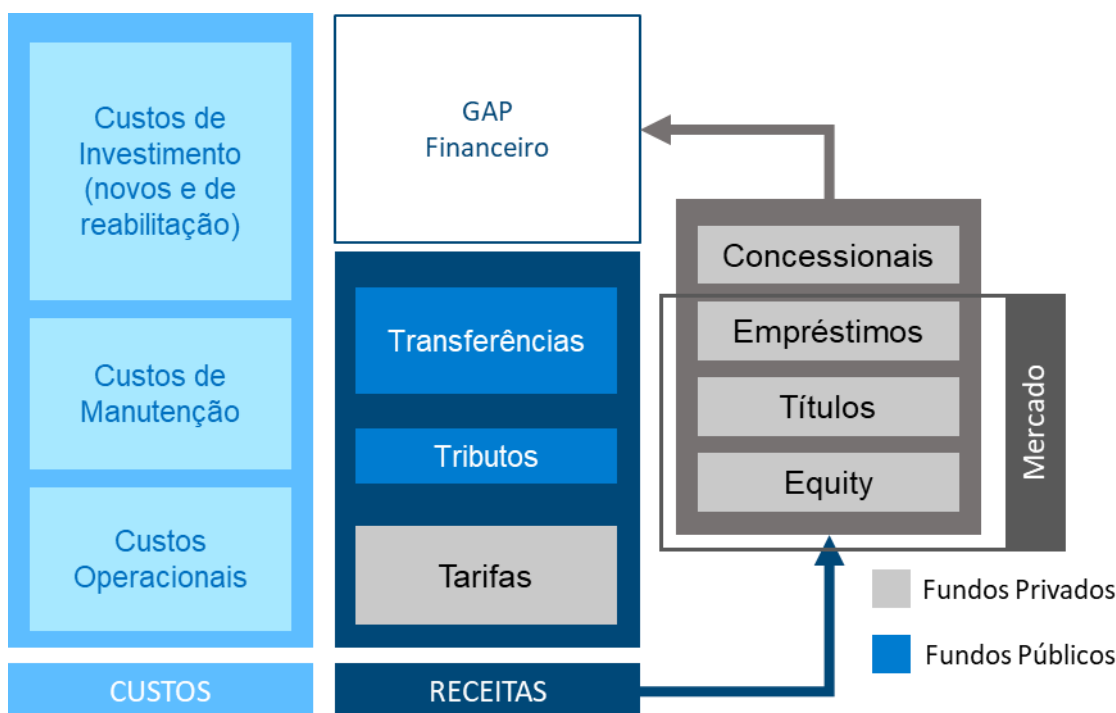 Custos de
Investimento
(novos e de
reabilitação)
Custos de
Manutenção
Custos
Operacionais
CUSTOS
GAP
Financeiro
Transferências
Tributos
Tarifas
RECEITAS
Concessionais
Empréstimos
Títulos
Equity
Mercado
Fundos Privados
Fundos Públicos